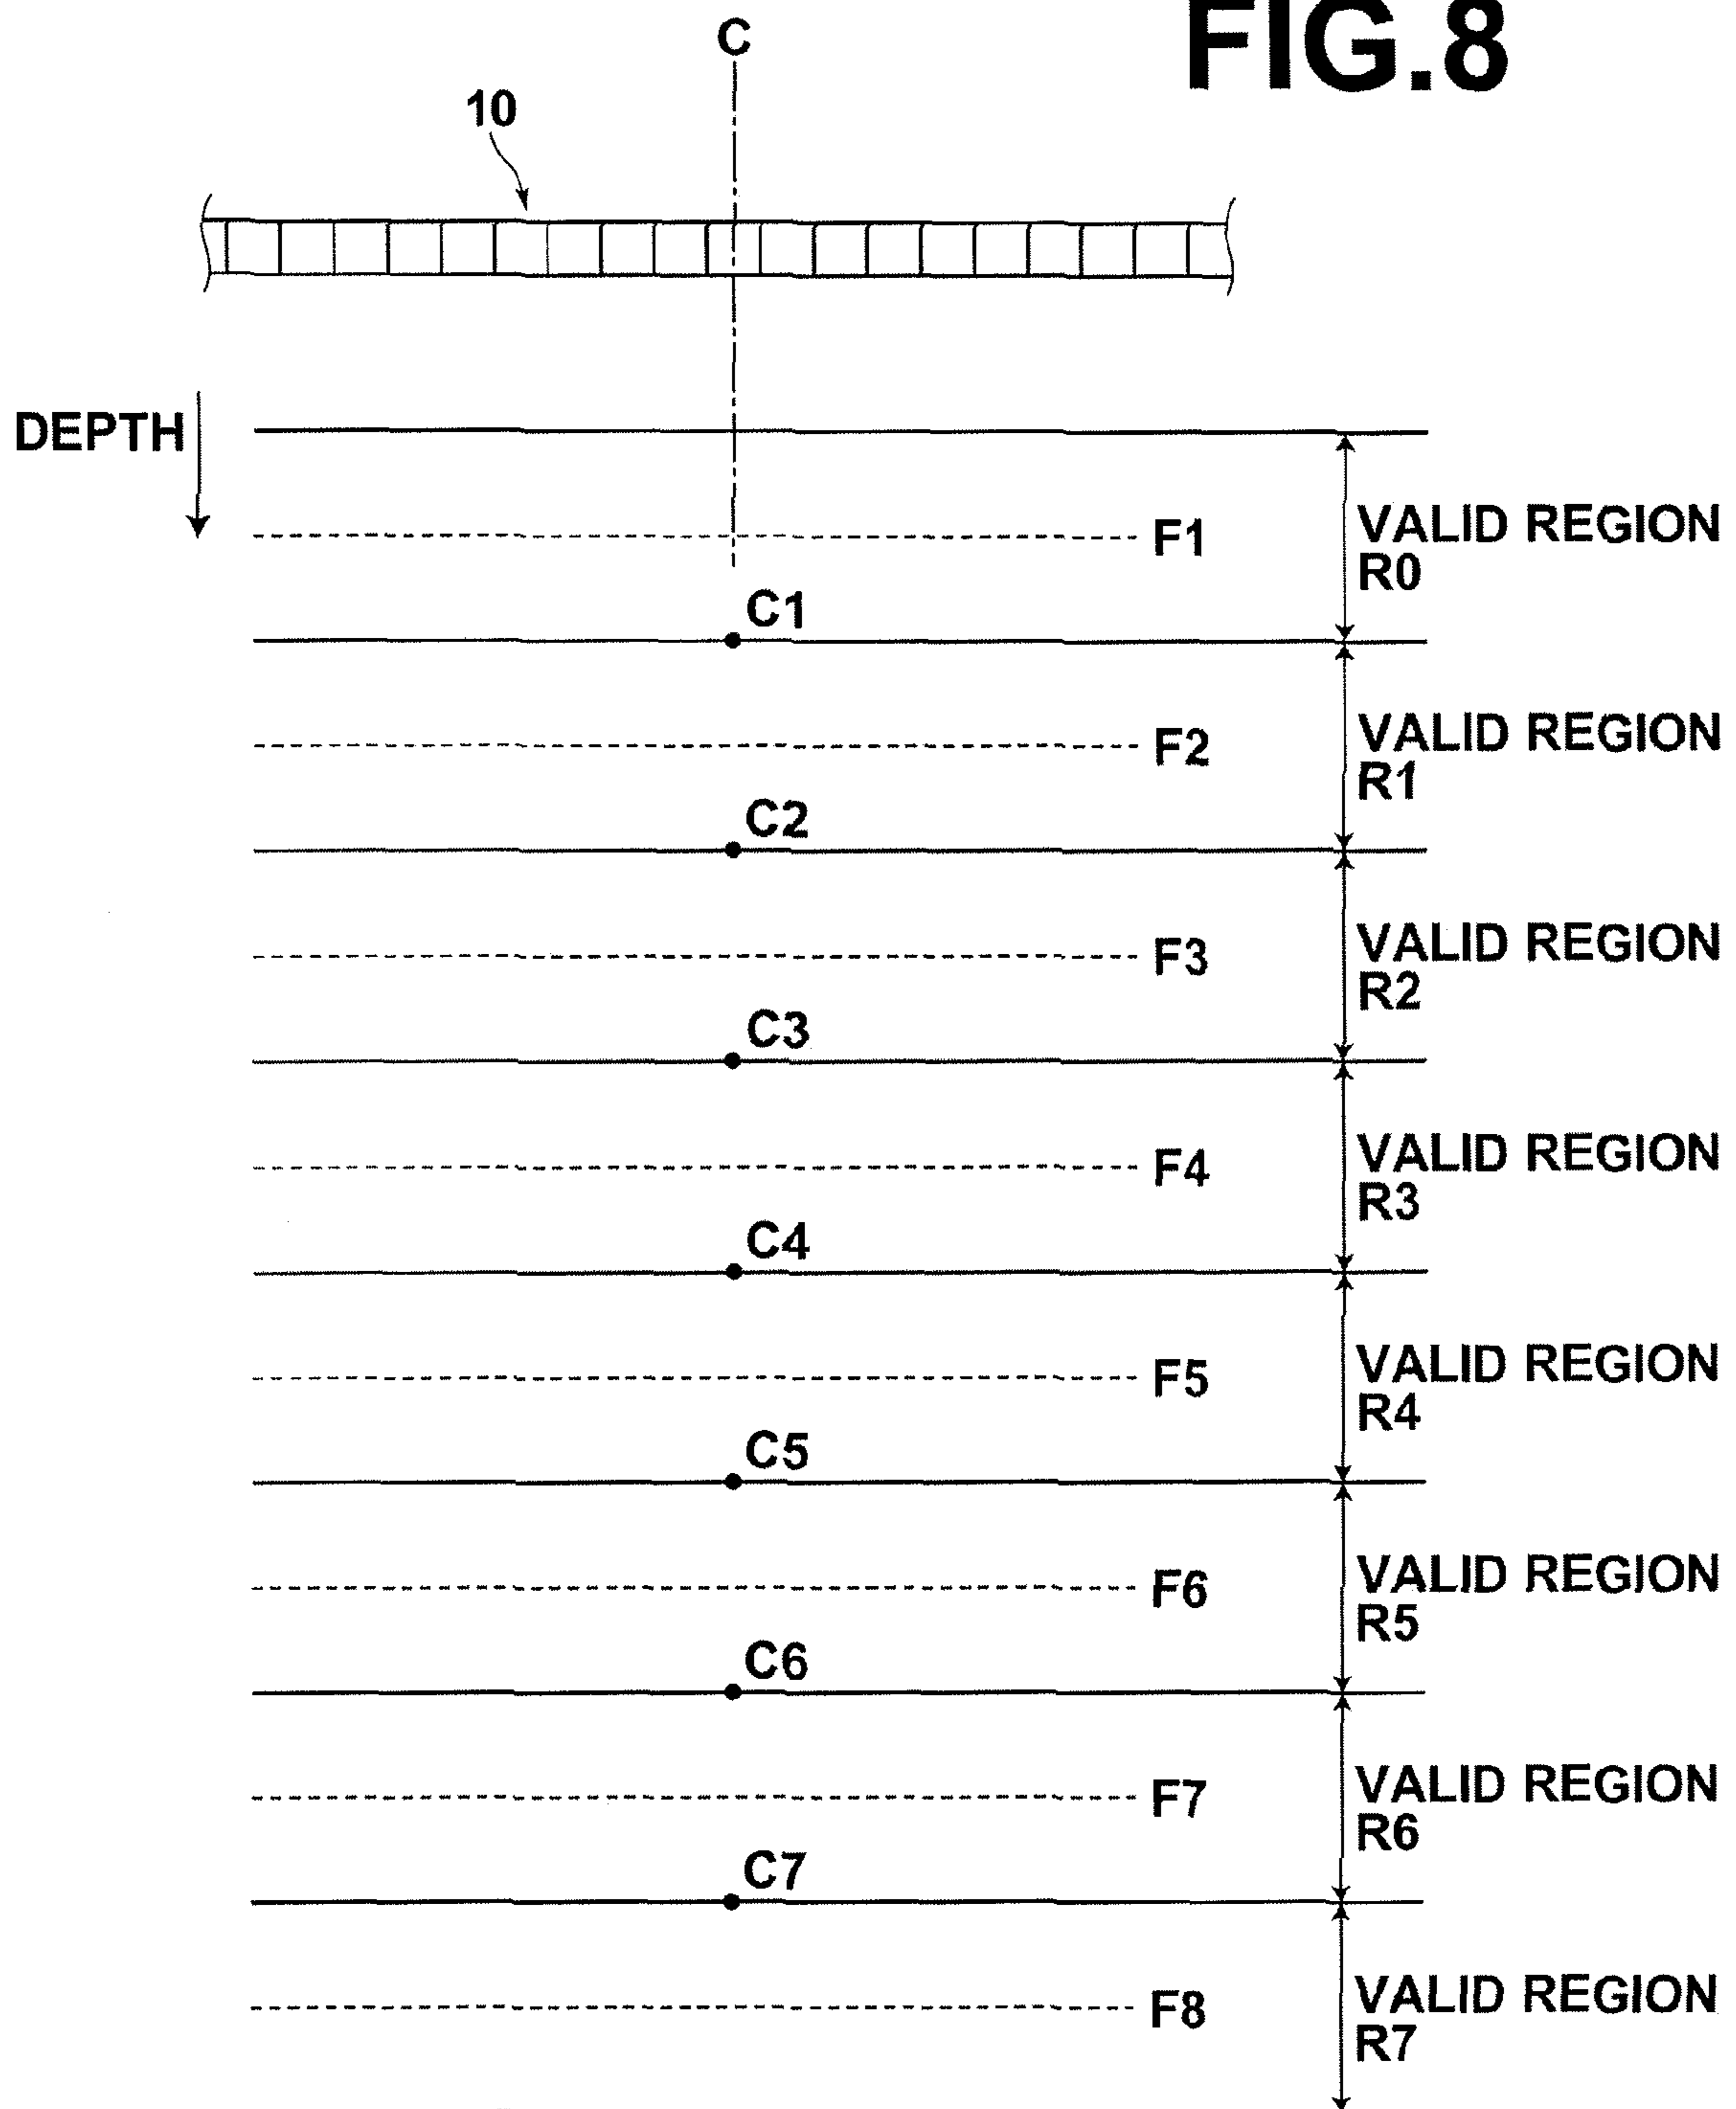 FIG.8
C
10
DEPTH
F1
VALID REGION
R0
C1
F2
VALID REGION
R1
C2
F3
VALID REGION
R2
C3
F4
VALID REGION
R3
C4
F5
VALID REGION
R4
C5
F6
VALID REGION
R5
C6
F7
VALID REGION
R6
C7
F8
VALID REGION
R7